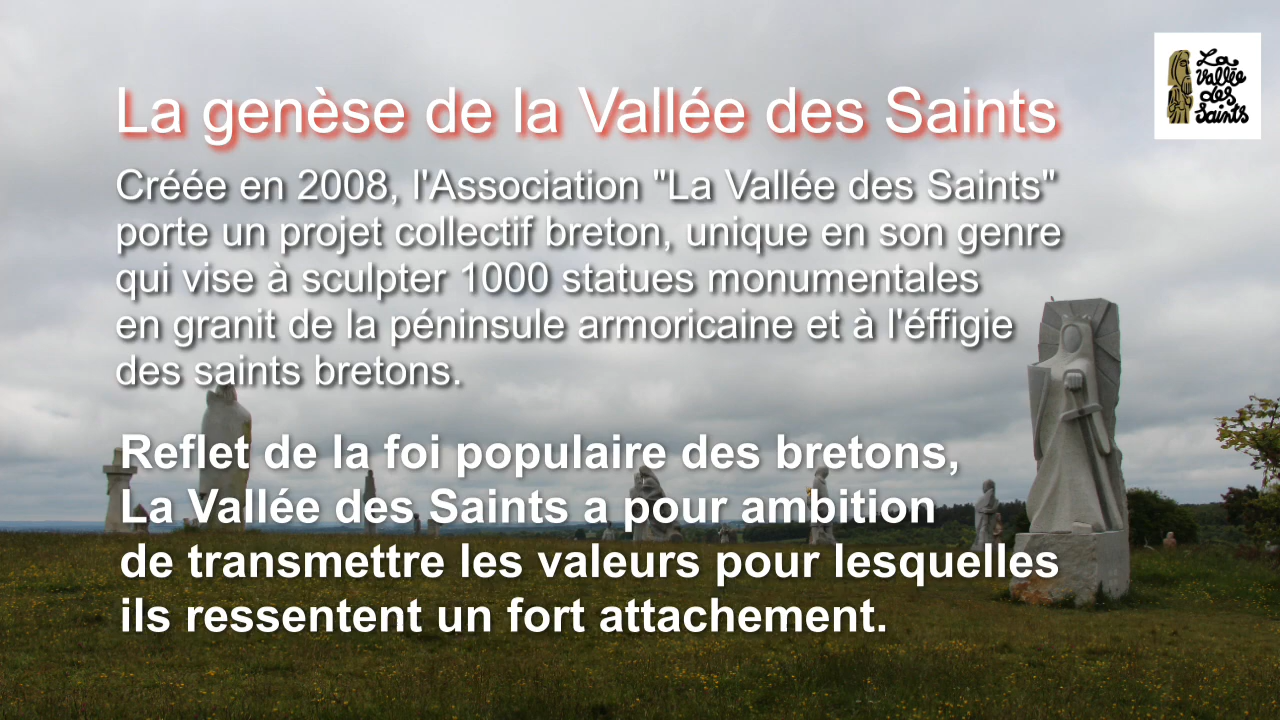 La genèse de la Vallée des Saints
La
Vallée
des
Saints
Créée en 2008, l'Association "La Vallée des Saints"
porte un projet collectif breton, unique en son genre
qui vise à sculpter 1000 statues monumentales
en granit de la péninsule armoricaine et à l'éffigie
des saints bretons.
Reflet de la foi populaire des bretons,
La Vallée des Saints a pour ambition
de transmettre les valeurs pour lesquelles
ils ressentent un fort attachement.